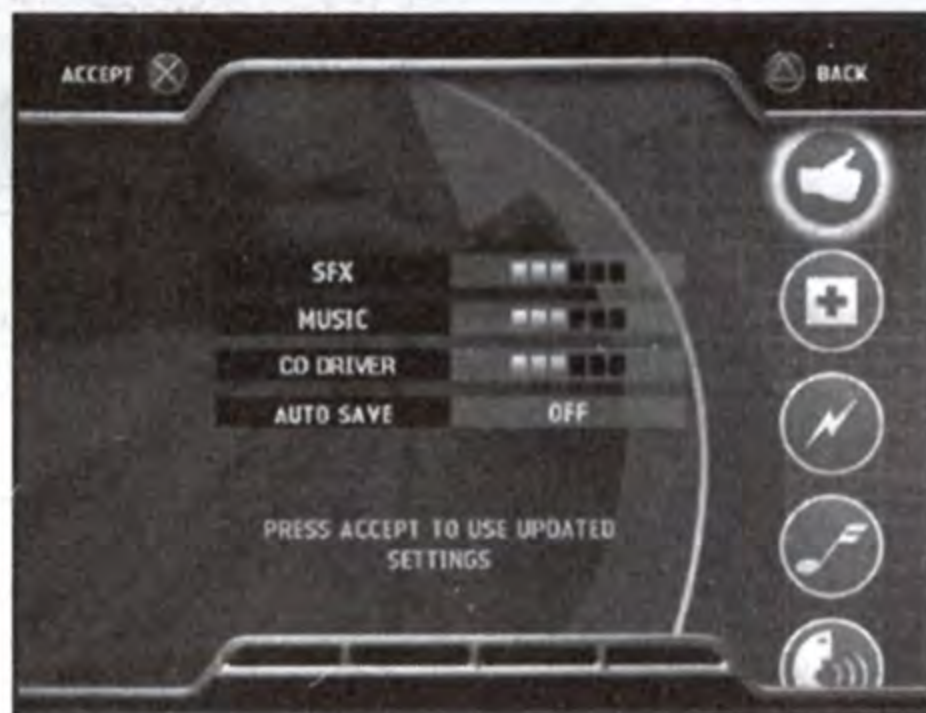 ACCEPT
BACK
SFX
MUSIC
CO DRIVER
AUTO SAVE OFF
PRESS ACCEPT TO USE UPDATED
SETTINGS